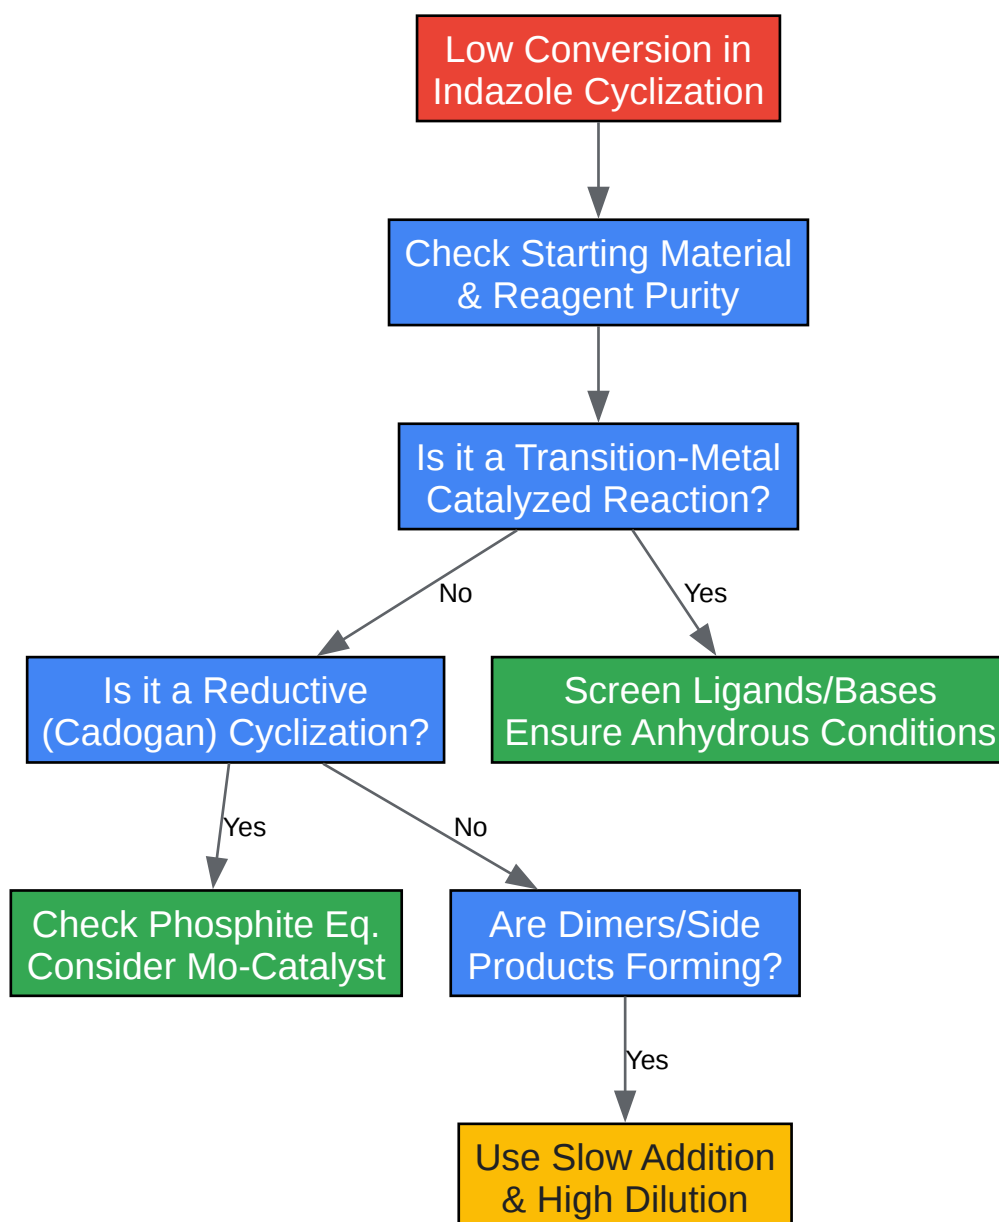 Low Conversion in
Indazole Cyclization
Check Starting Material
& Reagent Purity
Is it a Transition-Metal
Catalyzed Reaction?
No
Yes
Is it a Reductive
(Cadogan) Cyclization?
Screen Ligands/Bases
Ensure Anhydrous Conditions
Yes
No
Check Phosphite Eq.
Consider Mo-Catalyst
Are Dimers/Side
Products Forming?
Yes
Use Slow Addition
& High Dilution